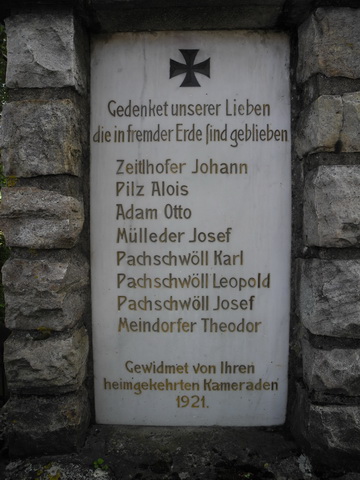 Gedenket unserer Lieben
die in fremder Erde sind geblieben
Zeitlhofer Johann
Pilz Alois
Adam Otto
Mülleder Josef
Pachschwöll Karl
Pachschwöll Leopold
Pachschwöll Josef
Meindorfer Theodor
Gewidmet von Ihren
heimgekehrten Kameraden
1921.